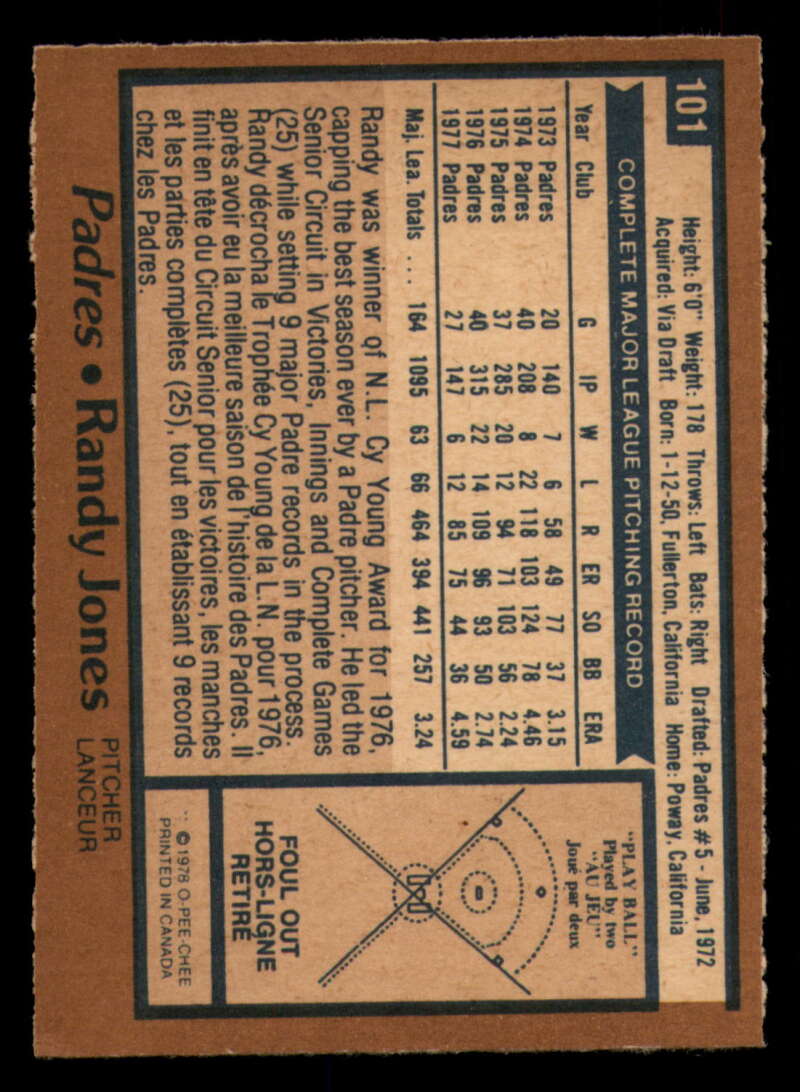 101
Height: 6'0" Weight: 178 Throws: Left Bats: Right Drafted: Padres #5 - June, 1972
Acquired: Via Draft Born: 1-12-50, Fullerton, California Home: Poway, California
COMPLETE MAJOR LEAGUE PITCHING RECORD
Year Club G IP W L R ER SO BB ERA
1973 Padres 20 140 7 6 58 49 77 37 3.15
1974 Padres 40 208 8 22 118 103 124 78 4.46
1975 Padres 37 285 20 12 94 71 103 56 2.24
1976 Padres 40 315 22 14 109 96 93 50 2.74
1977 Padres 27 147 6 12 85 75 44 36 4.59
Maj. Lea. Totals ... 164 1095 63 66 464 394 441 257 3.24
Randy was winner of N.L. Cy Young Award for 1976,
capping the best season ever by a Padre pitcher. He led the
Senior Circuit in Victories, Innings and Complete Games
(25) while setting 9 major Padre records in the process.
Randy décrocha le Trophée Cy Young de la L.N. pour 1976,
après avoir eu la meilleure saison de l'histoire des Padres. Il
finit en tête du Circuit Senior pour les victoires, les manches
et les parties complètes (25), tout en établissant 9 records
chez les Padres.
"PLAY BALL"
Played by two
"AU JEU"
Joué par deux
FOUL OUT
HORS-LIGNE
RETIRÉ
© 1978 O-PEE-CHEE
PRINTED IN CANADA
Padres • Randy Jones PITCHER
LANCEUR